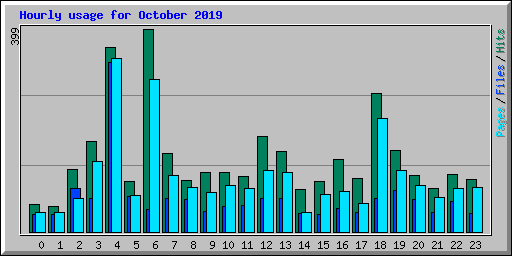 Hourly usage for October 2019
399
Pages / Files / Hits
0 1 2 3 4 5 6 7 8 9 10 11 12 13 14 15 16 17 18 19 20 21 22 23